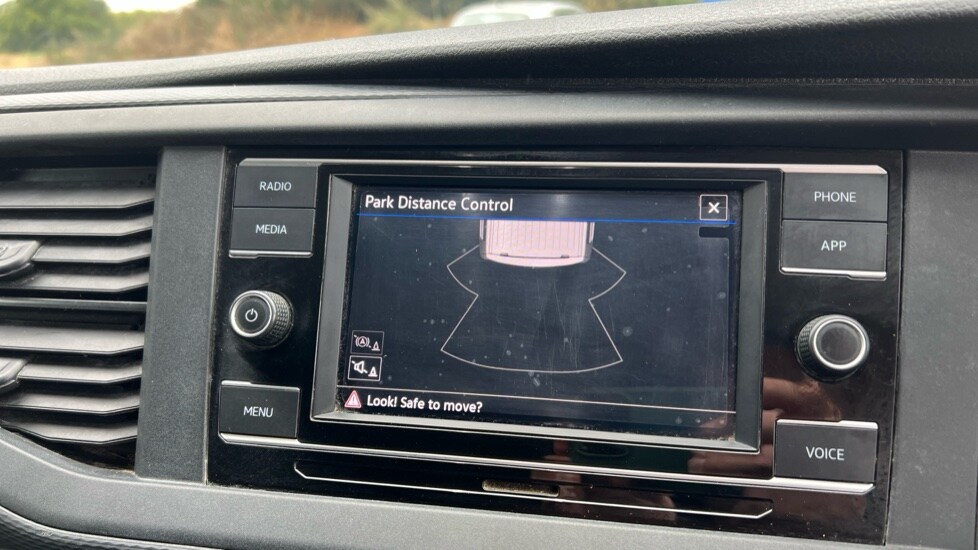 RADIO
MEDIA
MENU
Park Distance Control
Look! Safe to move?
PHONE
APP
VOICE